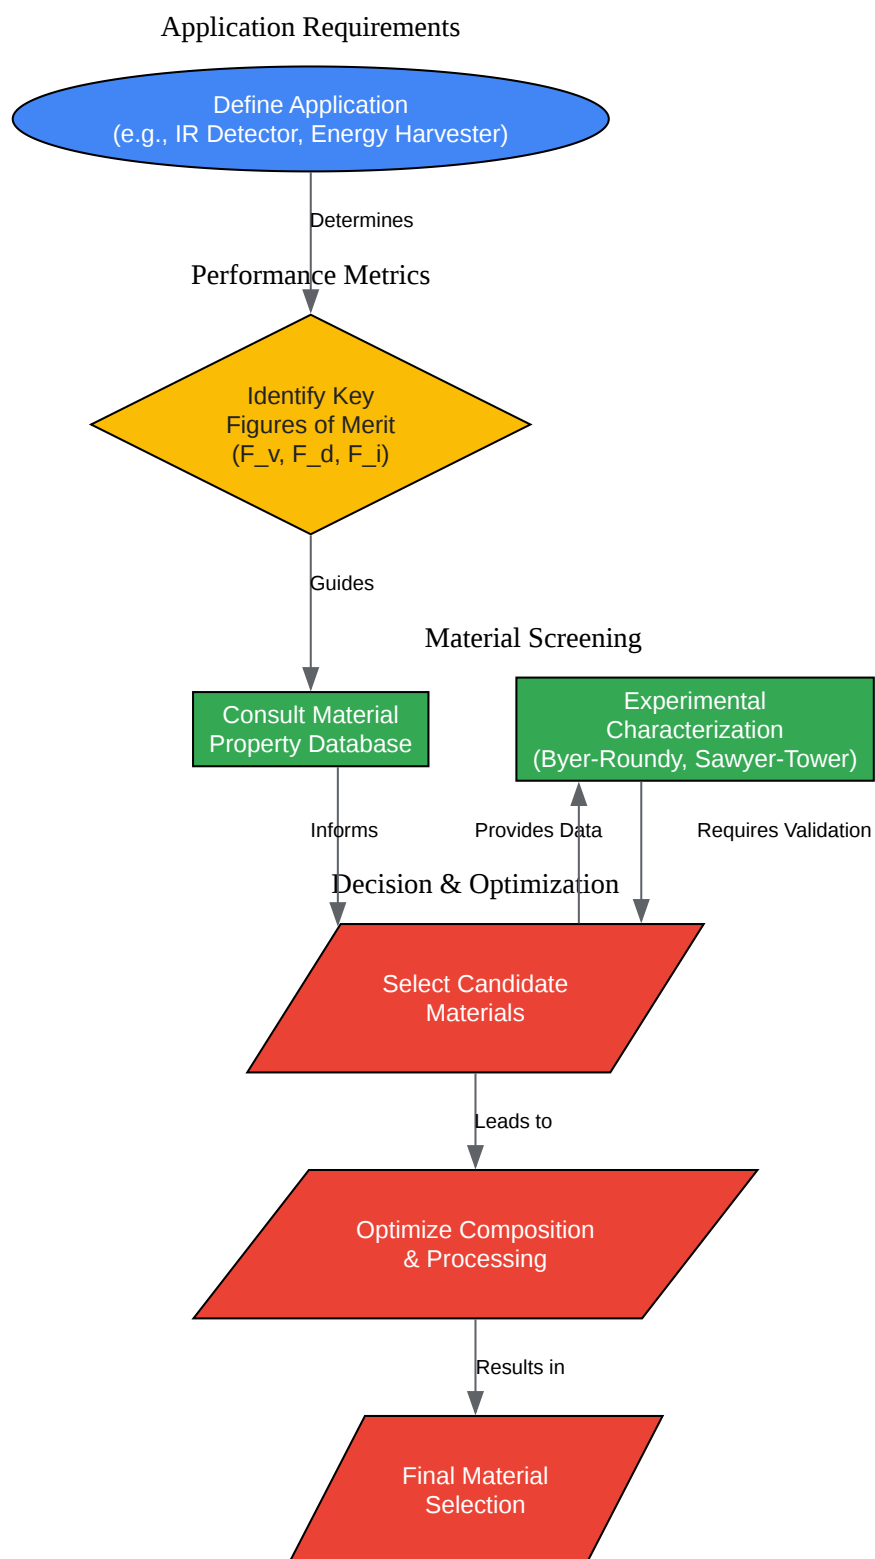 Application Requirements
Define Application
(e.g., IR Detector, Energy Harvester)
Determines
Performance Metrics
Identify Key
Figures of Merit
(F_v, F_d, F_i)
Guides
Material Screening
Consult Material
Property Database
Experimental
Characterization
(Byer-Roundy, Sawyer-Tower)
Informs
Provides Data
Requires Validation
Decision & Optimization
Select Candidate
Materials
Leads to
Optimize Composition
& Processing
Results in
Final Material
Selection